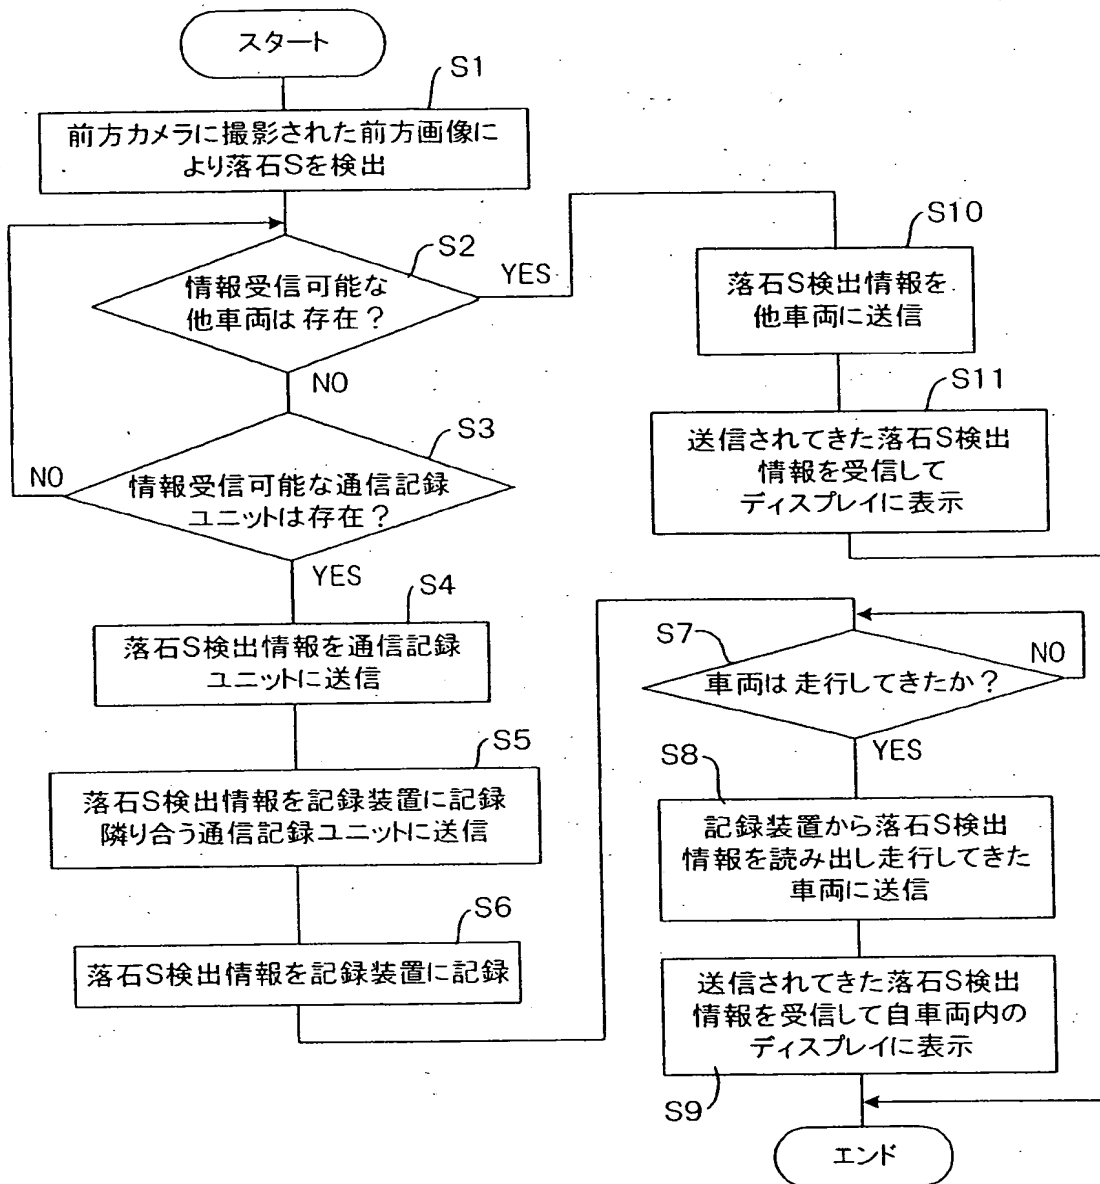 スタート
S1
前方カメラに撮影された前方画像に
より落石Sを検出
S2
情報受信可能な
他車両は存在？
YES
NO
S3
情報受信可能な通信記録
ユニットは存在？
NO
YES
S4
落石S検出情報を通信記録
ユニットに送信
S5
落石S検出情報を記録装置に記録
隣り合う通信記録ユニットに送信
S6
落石S検出情報を記録装置に記録
S7
車両は走行してきたか？
NO
YES
S8
記録装置から落石S検出
情報を読み出し走行してきた
車両に送信
送信されてきた落石S検出
情報を受信して自車両内の
ディスプレイに表示
S9
S10
落石S検出情報を
他車両に送信
S11
送信されてきた落石S検出
情報を受信して
ディスプレイに表示
エンド